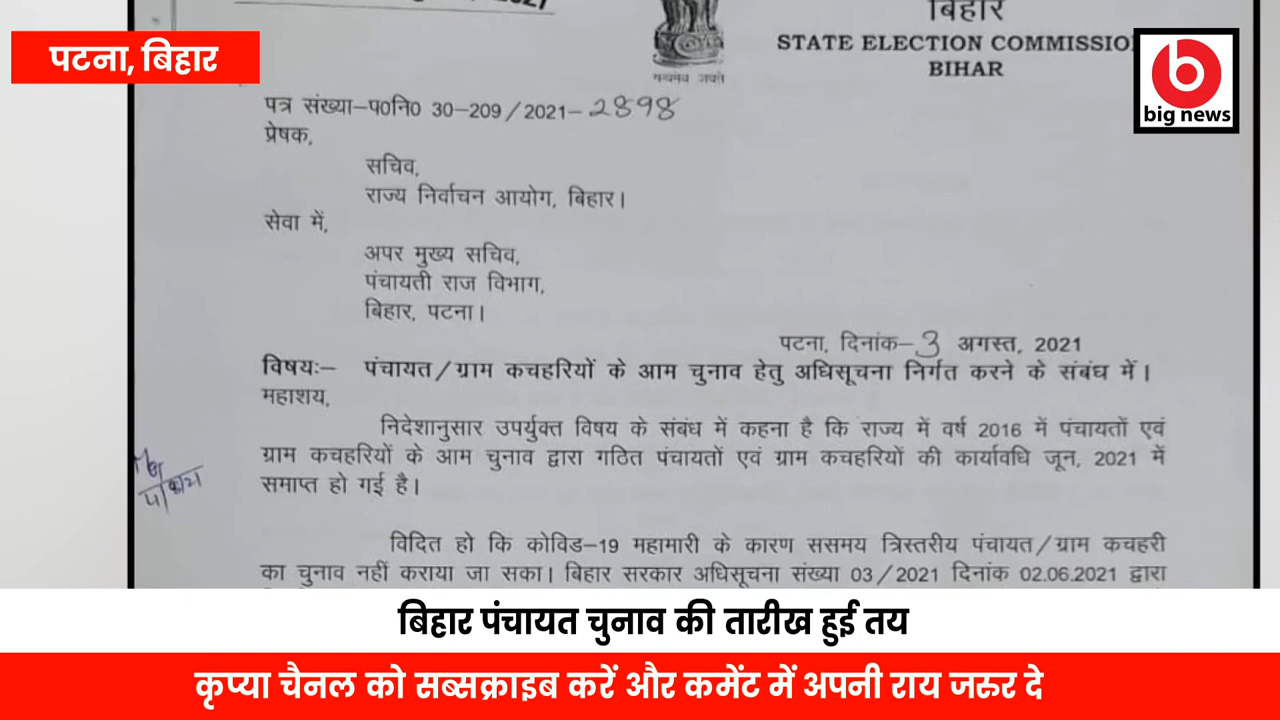 पटना, बिहार
बिहार
STATE ELECTION COMMISSION
BIHAR
big news
पत्र संख्या-प0नि0 30-209/2021-2898
प्रेषक,
सचिव,
राज्य निर्वाचन आयोग, बिहार।
सेवा में,
अपर मुख्य सचिव,
पंचायती राज विभाग,
बिहार, पटना।
पटना, दिनांक-3 अगस्त, 2021
विषयः- पंचायत/ग्राम कचहरियों के आम चुनाव हेतु अधिसूचना निर्गत करने के संबंध में।
महाशय,
निदेशानुसार उपर्युक्त विषय के संबंध में कहना है कि राज्य में वर्ष 2016 में पंचायतों एवं
ग्राम कचहरियों के आम चुनाव द्वारा गठित पंचायतों एवं ग्राम कचहरियों की कार्यावधि जून, 2021 में
समाप्त हो गई है।
विदित हो कि कोविड-19 महामारी के कारण ससमय त्रिस्तरीय पंचायत/ग्राम कचहरी
का चुनाव नहीं कराया जा सका। बिहार सरकार अधिसूचना संख्या 03/2021 दिनांक 02.06.2021 द्वारा
बिहार पंचायत चुनाव की तारीख हुई तय
कृप्या चैनल को सब्सक्राइब करें और कमेंट में अपनी राय जरुर दे